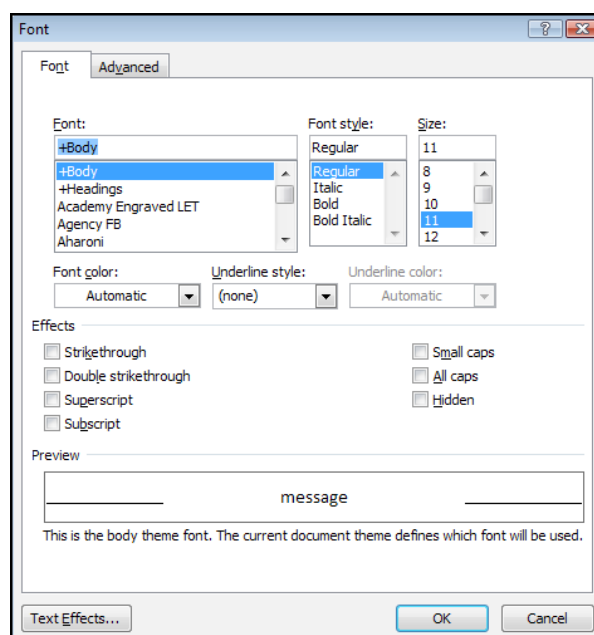 Font
Font Advanced
Font: Font style: Size:
+Body Regular 11
+Body Regular 8
+Headings Italic 9
Academy Engraved LET Bold 10
Agency FB Bold Italic 11
Aharoni 12
Font color: Underline style: Underline color:
Automatic (none) Automatic
Effects
Strikethrough Small caps
Double strikethrough All caps
Superscript Hidden
Subscript
Preview
message
This is the body theme font. The current document theme defines which font will be used.
Text Effects... OK Cancel